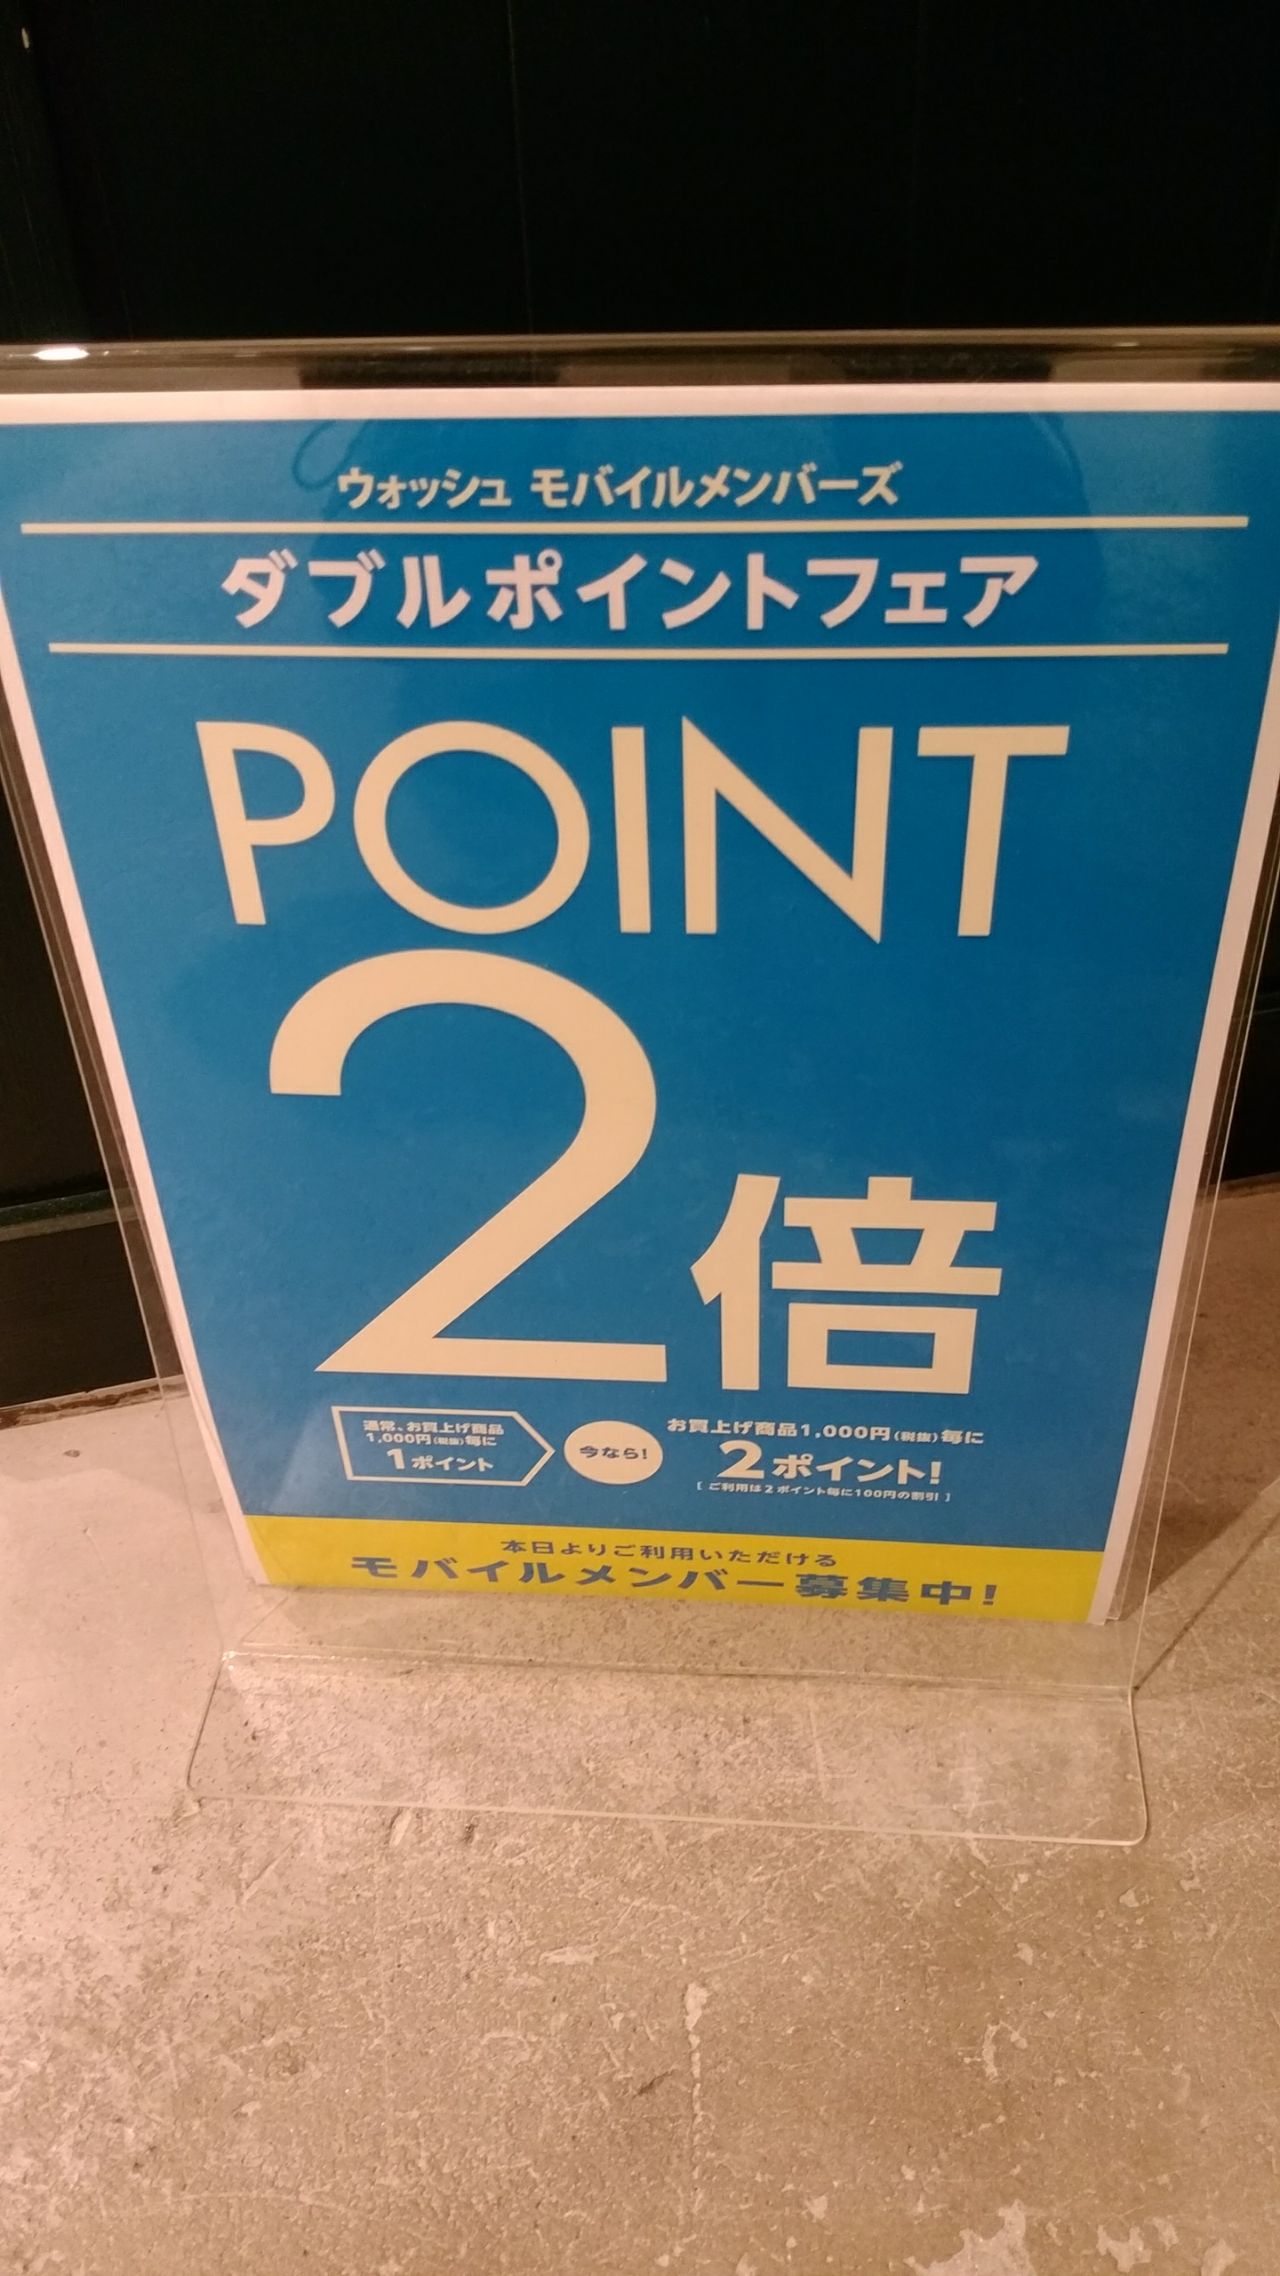 ウォッシュ モバイルメンバーズ
ダブルポイントフェア
POINT
2倍
通常、お買上げ商品
1,000円(税抜)毎に
1ポイント
今なら!
お買上げ商品1,000円(税抜)毎に
2ポイント!
[ ご利用は2ポイント毎に100円の割引 ]
本日よりご利用いただける
モバイルメンバー募集中!